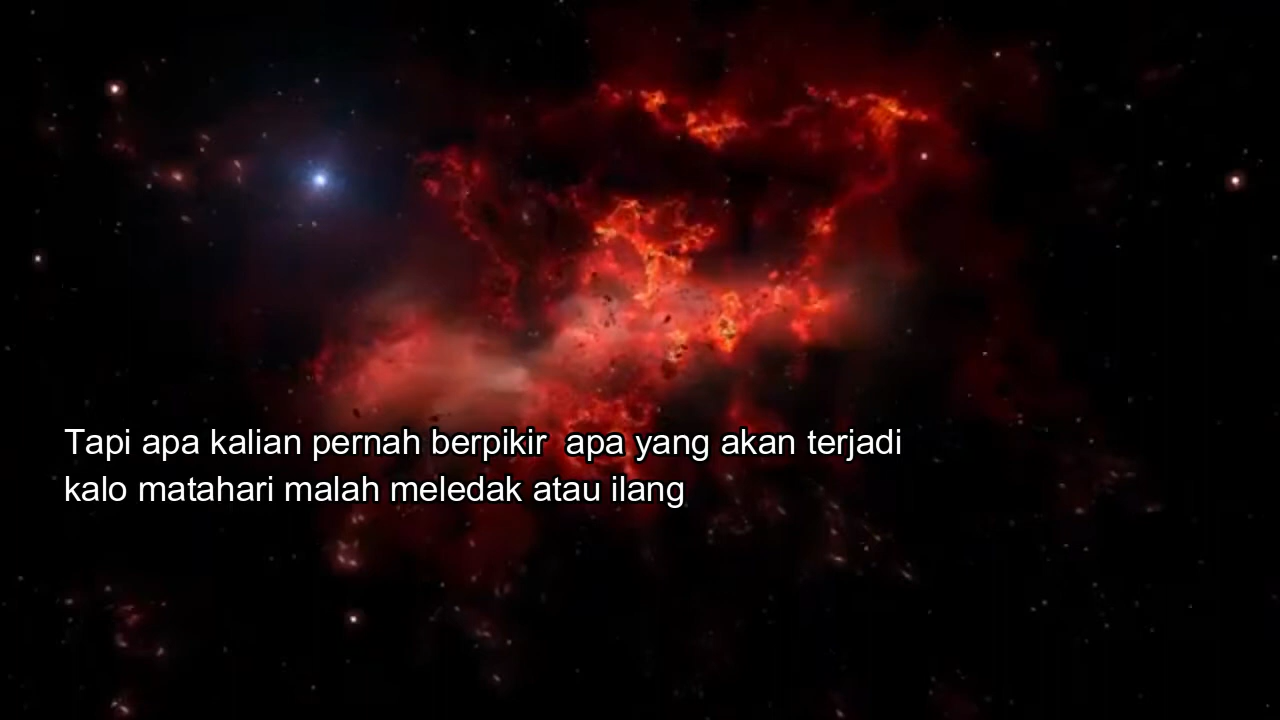 Tapi apa kalian pernah berpikir  apa yang akan terjadi
kalo matahari malah meledak atau ilang